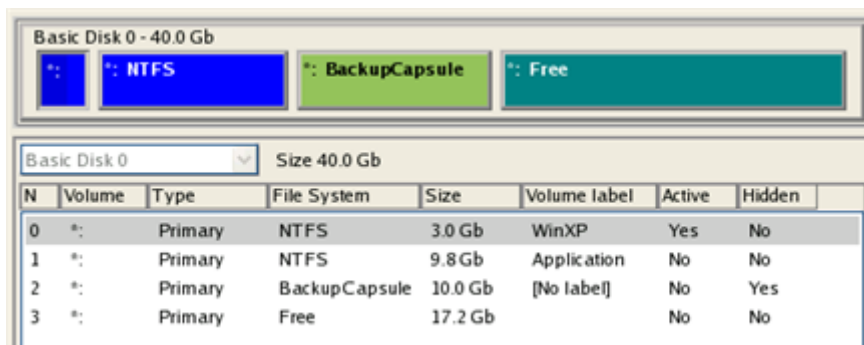 Basic Disk 0 - 40.0 Gb
*: *: NTFS *: BackupCapsule *: Free
Basic Disk 0 Size 40.0 Gb
N Volume Type File System Size Volume label Active Hidden
0 *: Primary NTFS 3.0 Gb WinXP Yes No
1 *: Primary NTFS 9.8 Gb Application No No
2 *: Primary BackupCapsule 10.0 Gb [No label] No Yes
3 *: Primary Free 17.2 Gb No No